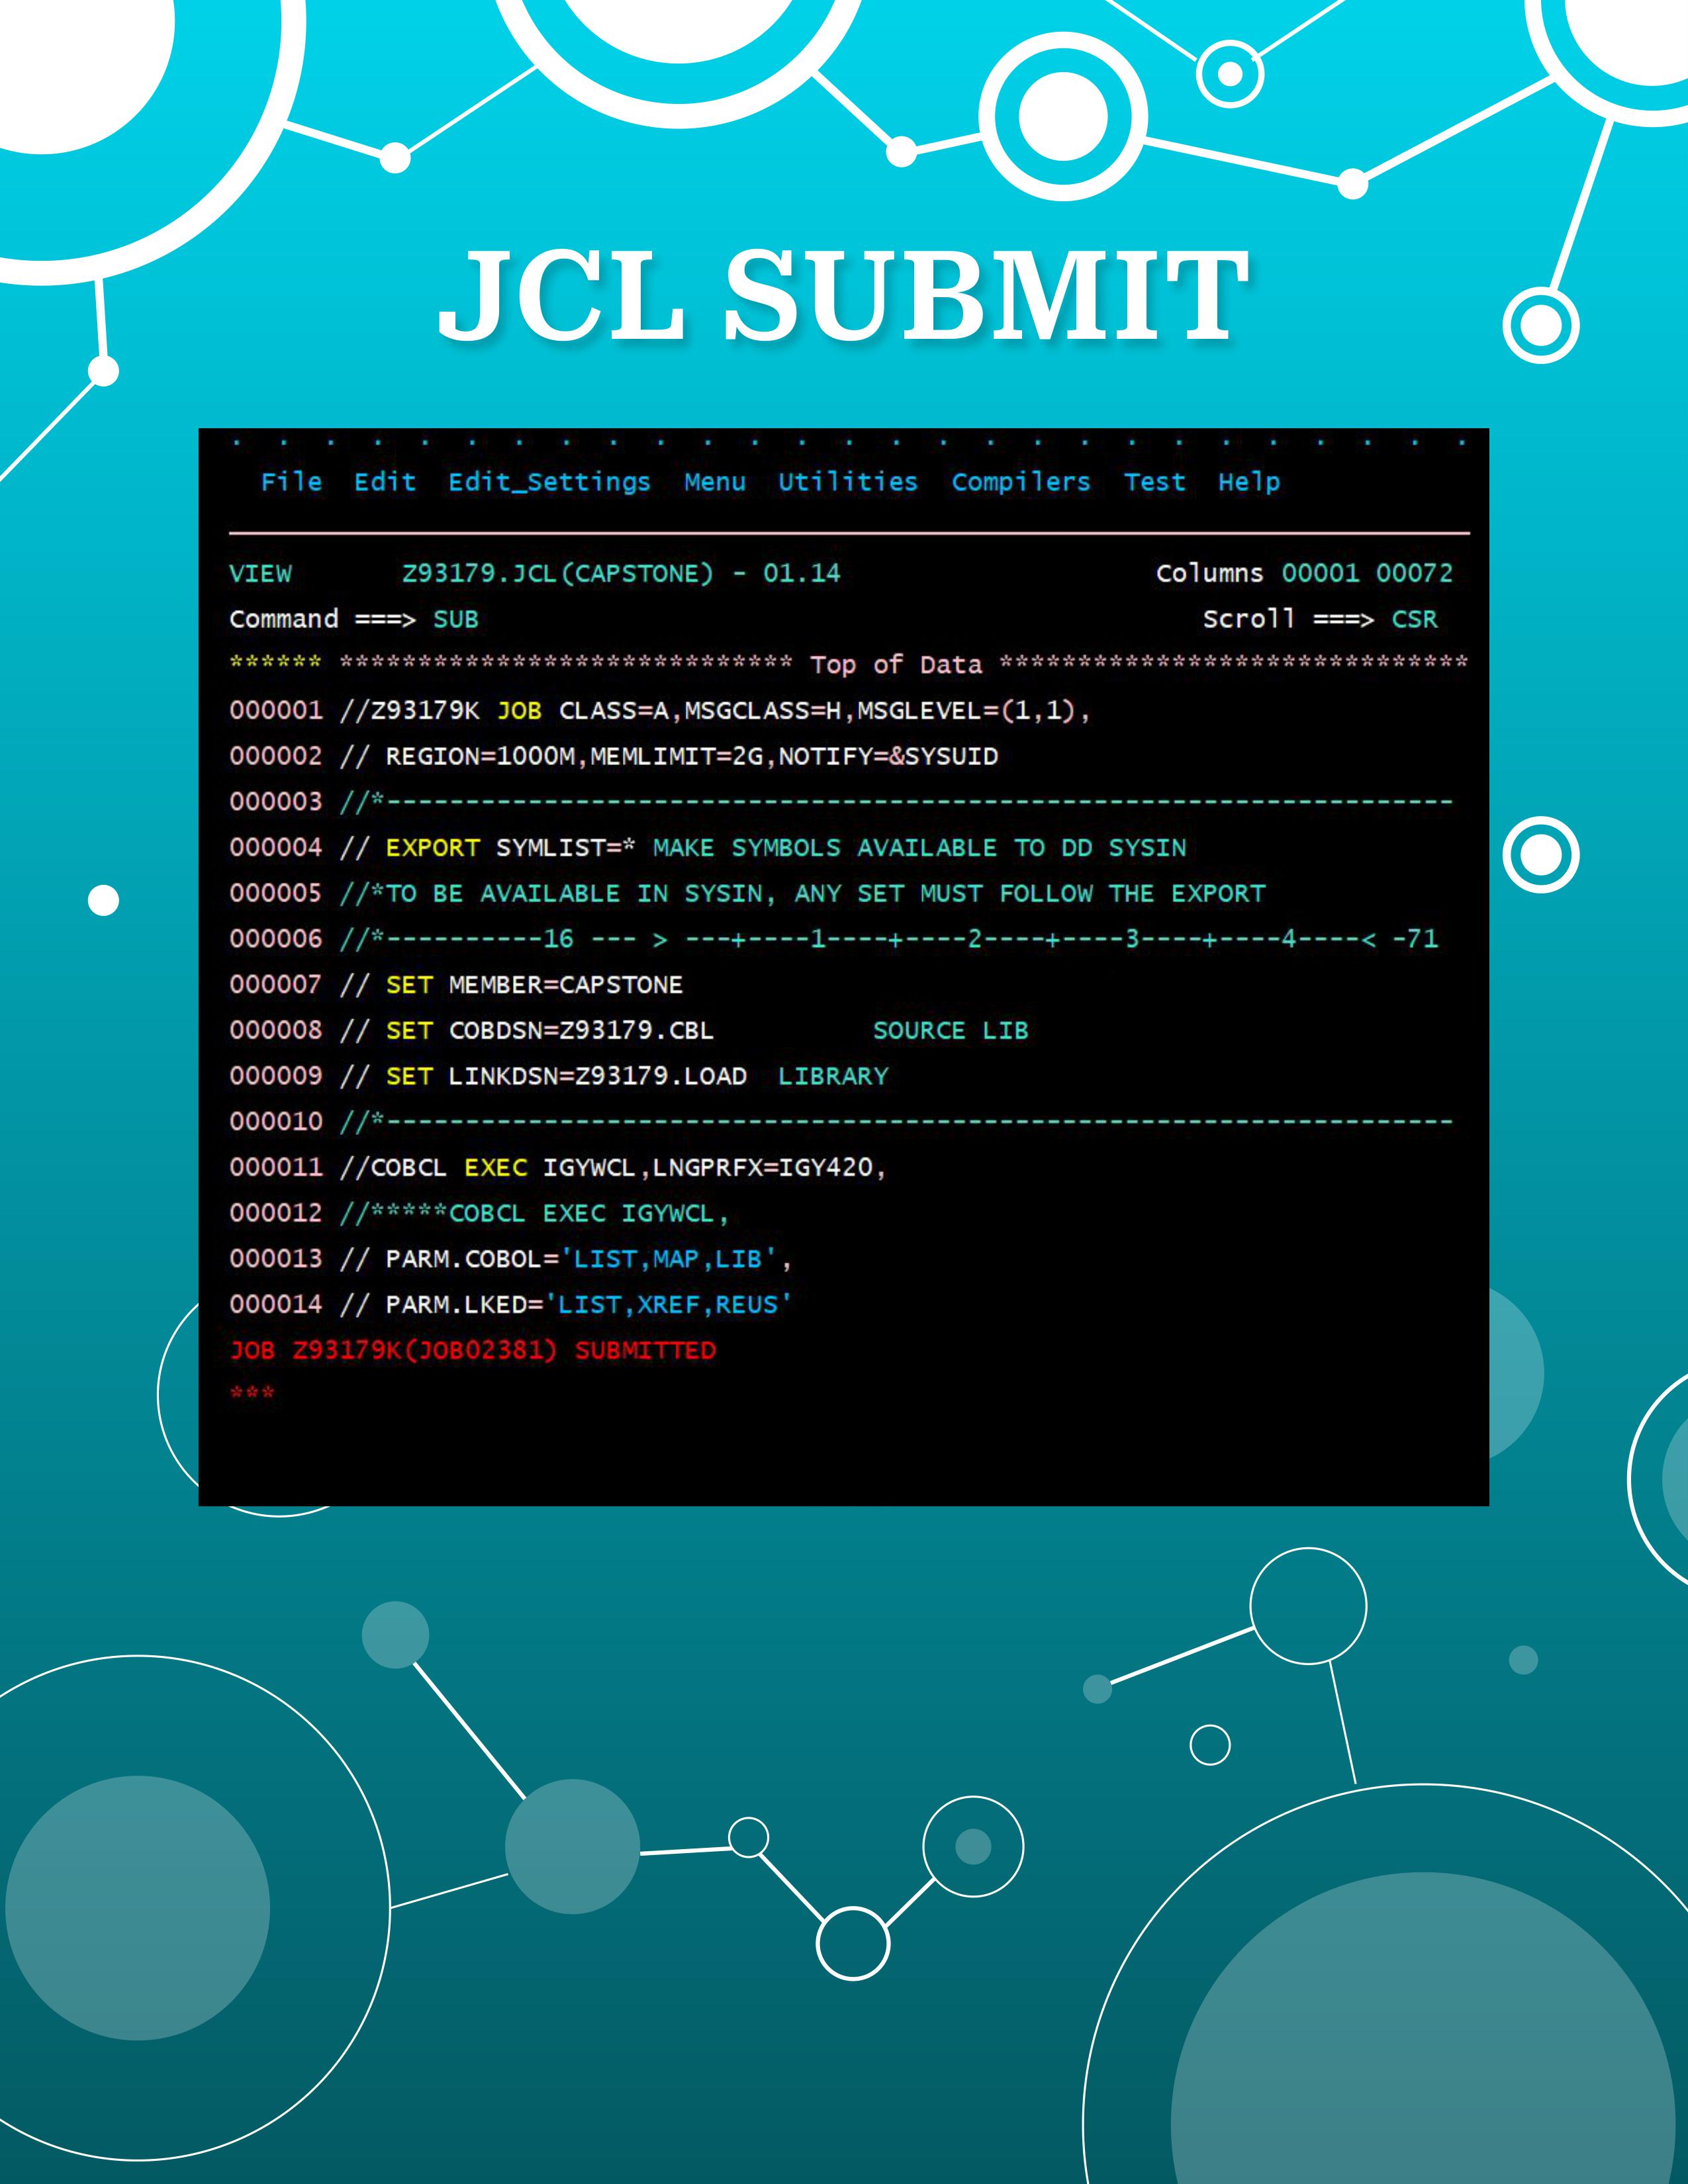 JCL SUBMIT
. . . . . . . . . . . . . . . . . . . . . . . . . . .
File Edit Edit_Settings Menu Utilities Compilers Test Help
VIEW Z93179.JCL(CAPSTONE) - 01.14 Columns 00001 00072
Command ===> SUB Scroll ===> CSR
****** ***************************** Top of Data ******************************
000001 //Z93179K JOB CLASS=A,MSGCLASS=H,MSGLEVEL=(1,1),
000002 // REGION=1000M,MEMLIMIT=2G,NOTIFY=&SYSUID
000003 //*--------------------------------------------------------------------
000004 // EXPORT SYMLIST=* MAKE SYMBOLS AVAILABLE TO DD SYSIN
000005 //*TO BE AVAILABLE IN SYSIN, ANY SET MUST FOLLOW THE EXPORT
000006 //*----------16 --- > ---+----1----+----2----+----3----+----4----< -71
000007 // SET MEMBER=CAPSTONE
000008 // SET COBDSN=Z93179.CBL SOURCE LIB
000009 // SET LINKDSN=Z93179.LOAD LIBRARY
000010 //*--------------------------------------------------------------------
000011 //COBCL EXEC IGYWCL,LNGPRFX=IGY420,
000012 //*****COBCL EXEC IGYWCL,
000013 // PARM.COBOL='LIST,MAP,LIB',
000014 // PARM.LKED='LIST,XREF,REUS'
JOB Z93179K(JOB02381) SUBMITTED
***